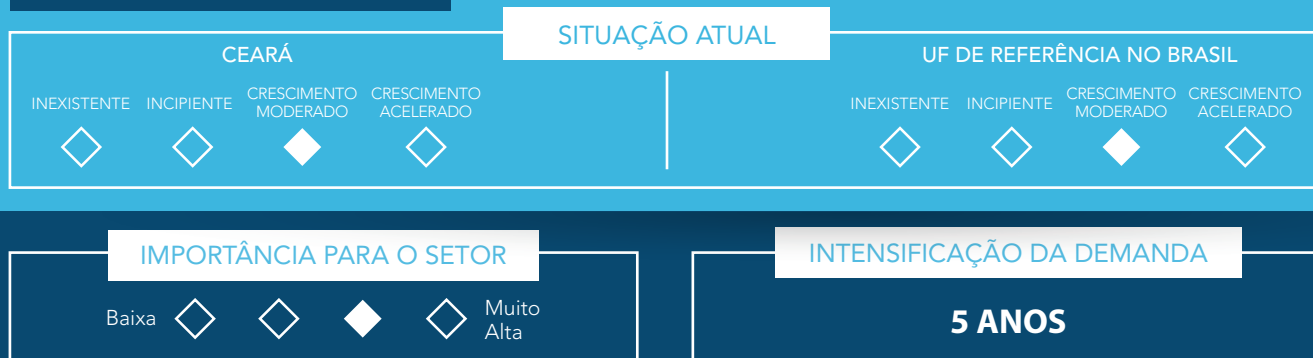 SITUAÇÃO ATUAL
CEARÁ
INEXISTENTE
INCIPIENTE
CRESCIMENTO
MODERADO
CRESCIMENTO
ACELERADO
UF DE REFERÊNCIA NO BRASIL
INEXISTENTE
INCIPIENTE
CRESCIMENTO
MODERADO
CRESCIMENTO
ACELERADO
IMPORTÂNCIA PARA O SETOR
Baixa
Muito
Alta
INTENSIFICAÇÃO DA DEMANDA
5 ANOS